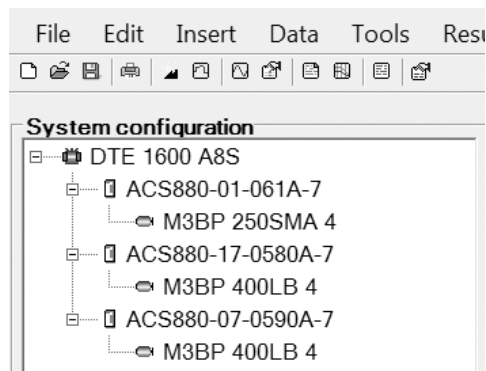 File Edit Insert Data Tools Resu
System configuration
DTE 1600 A8S
ACS880-01-061A-7
M3BP 250SMA 4
ACS880-17-0580A-7
M3BP 400LB 4
ACS880-07-0590A-7
M3BP 400LB 4